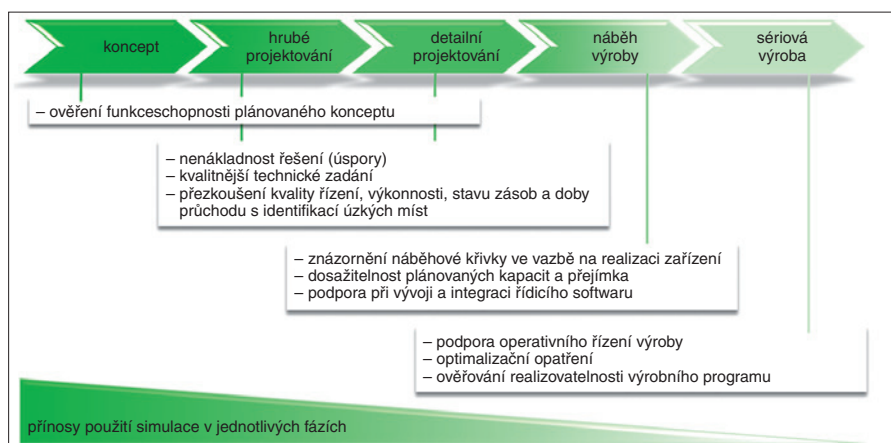 koncept
hrubé
projektování
detailní
projektování
náběh
výroby
sériová
výroba
– ověření funkceschopnosti plánovaného konceptu
– nenákladnost řešení (úspory)
– kvalitnější technické zadání
– přezkoušení kvality řízení, výkonnosti, stavu zásob a doby
průchodu s identifikací úzkých míst
– znázornění náběhové křivky ve vazbě na realizaci zařízení
– dosažitelnost plánovaných kapacit a přejímka
– podpora při vývoji a integraci řídicího softwaru
– podpora operativního řízení výroby
– optimalizační opatření
– ověřování realizovatelnosti výrobního programu
přínosy použití simulace v jednotlivých fázích